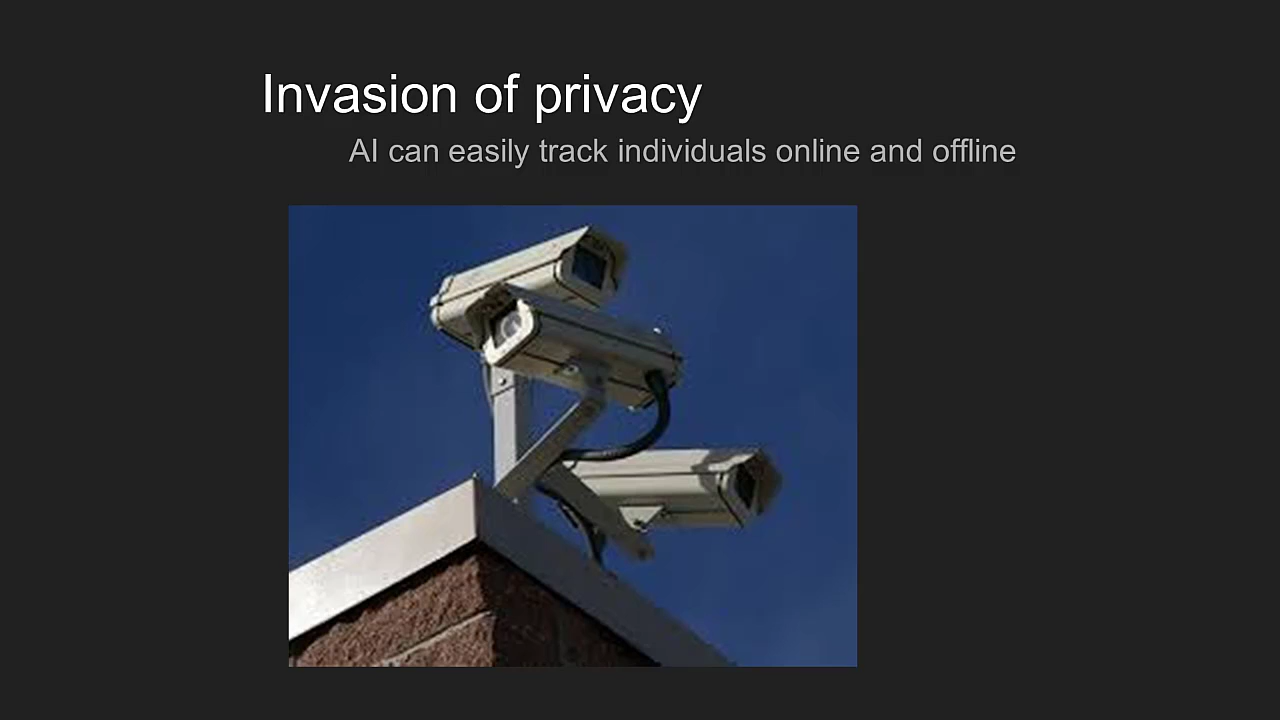 Invasion of privacy
AI can easily track individuals online and offline